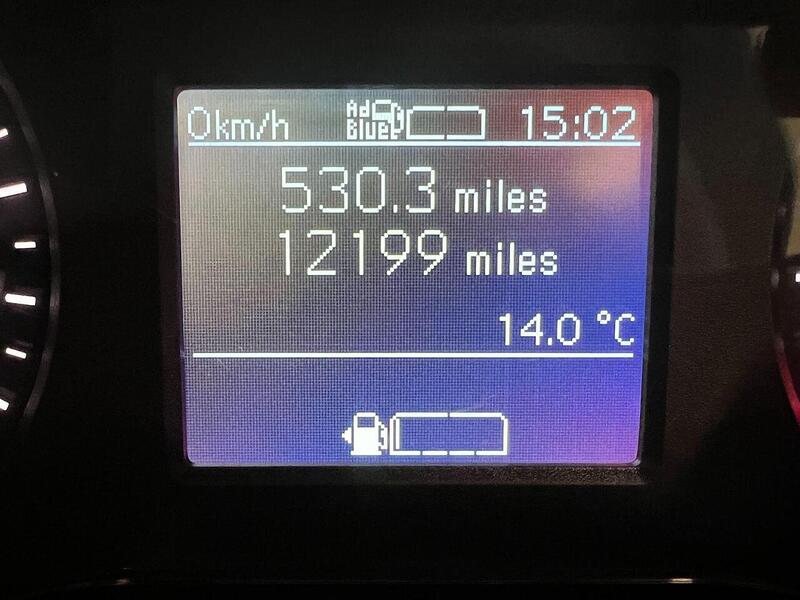 0km/h Ad Blue 15:02
530.3 miles
12199 miles
14.0 °C